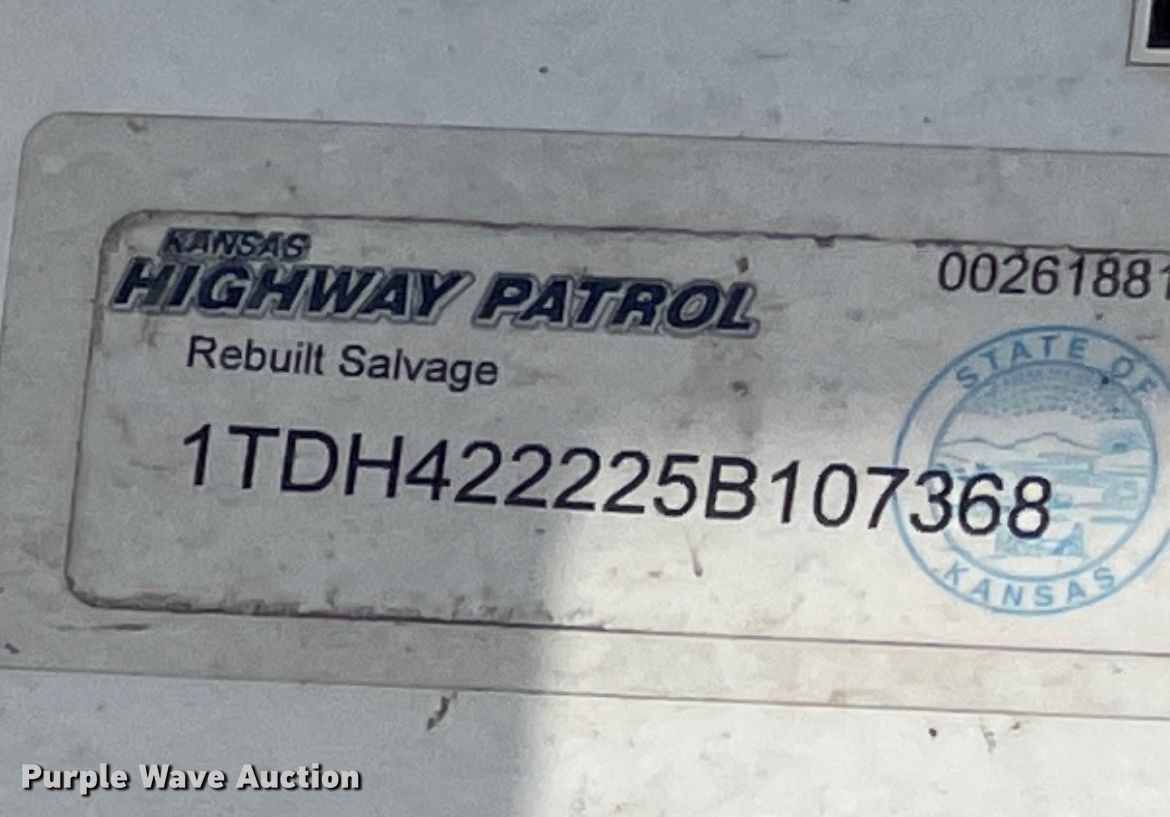 KANSAS
HIGHWAY PATROL
00261881
Rebuilt Salvage
STATE OF
1TDH422225B107368
KANSAS
Purple Wave Auction